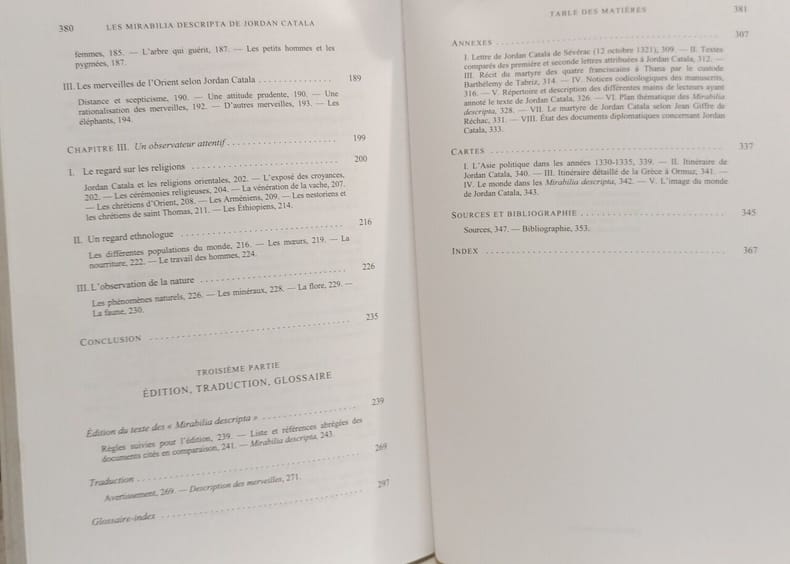 380 LES MIRABILIA DESCRIPTA DE JORDAN CATALA
femmes, 185. — L'arbre qui guérit, 187. — Les petits hommes et les
pygmées, 187.
III. Les merveilles de l'Orient selon Jordan Catala . . . . . . . . . . . . . . 189
Distance et scepticisme, 190. — Une attitude prudente, 190. — Une
rationalisation des merveilles, 192. — D'autres merveilles, 193. — Les
éléphants, 194.
CHAPITRE III. Un observateur attentif . . . . . . . . . . . . . . . . . . . . 199
I. Le regard sur les religions . . . . . . . . . . . . . . . . . . . . . . . . . 200
Jordan Catala et les religions orientales, 202. — L'exposé des croyances,
202. — Les cérémonies religieuses, 204. — La vénération de la vache, 207.
— Les chrétiens d'Orient, 208. — Les Arméniens, 209. — Les nestoriens et
les chrétiens de saint Thomas, 211. — Les Éthiopiens, 214.
II. Un regard ethnologue . . . . . . . . . . . . . . . . . . . . . . . . . . . 216
Les différentes populations du monde, 216. — Les mœurs, 219. — La
nourriture, 222. — Le travail des hommes, 224.
III. L'observation de la nature . . . . . . . . . . . . . . . . . . . . . . . . 226
Les phénomènes naturels, 226. — Les minéraux, 228. — La flore, 229. —
La faune, 230.
CONCLUSION . . . . . . . . . . . . . . . . . . . . . . . . . . . . . . . 235
TROISIÈME PARTIE
ÉDITION, TRADUCTION, GLOSSAIRE
Édition du texte des « Mirabilia descripta » . . . . . . . . . . . . . . . . 239
Règles suivies pour l'édition, 239. — Liste et références abrégées des
documents cités en comparaison, 241. — Mirabilia descripta, 243.
Traduction . . . . . . . . . . . . . . . . . . . . . . . . . . . . . . . . 269
Avertissement, 269. — Description des merveilles, 271.
Glossaire-index . . . . . . . . . . . . . . . . . . . . . . . . . . . . . . 297
TABLE DES MATIÈRES 381
ANNEXES . . . . . . . . . . . . . . . . . . . . . . . . . . . . . . . . . 307
I. Lettre de Jordan Catala de Sévérac (12 octobre 1321), 309. — II. Textes
comparés des première et seconde lettres attribuées à Jordan Catala, 312. —
III. Récit du martyre des quatre franciscains à Thana par le custode
Barthélemy de Tabriz, 314. — IV. Notices codicologiques des manuscrits,
316. — V. Répertoire et description des différentes mains de lecteurs ayant
annoté le texte de Jordan Catala, 326. — VI. Plan thématique des Mirabilia
descripta, 328. — VII. Le martyre de Jordan Catala selon Jean Giffre de
Réchac, 331. — VIII. État des documents diplomatiques concernant Jordan
Catala, 333.
CARTES . . . . . . . . . . . . . . . . . . . . . . . . . . . . . . . . . . 337
I. L'Asie politique dans les années 1330-1335, 339. — II. Itinéraire de
Jordan Catala, 340. — III. Itinéraire détaillé de la Grèce à Ormuz, 341. —
IV. Le monde dans les Mirabilia descripta, 342. — V. L'image du monde
de Jordan Catala, 343.
SOURCES ET BIBLIOGRAPHIE . . . . . . . . . . . . . . . . . . . . . . . . 345
Sources, 347. — Bibliographie, 353.
INDEX . . . . . . . . . . . . . . . . . . . . . . . . . . . . . . . . . . . 367